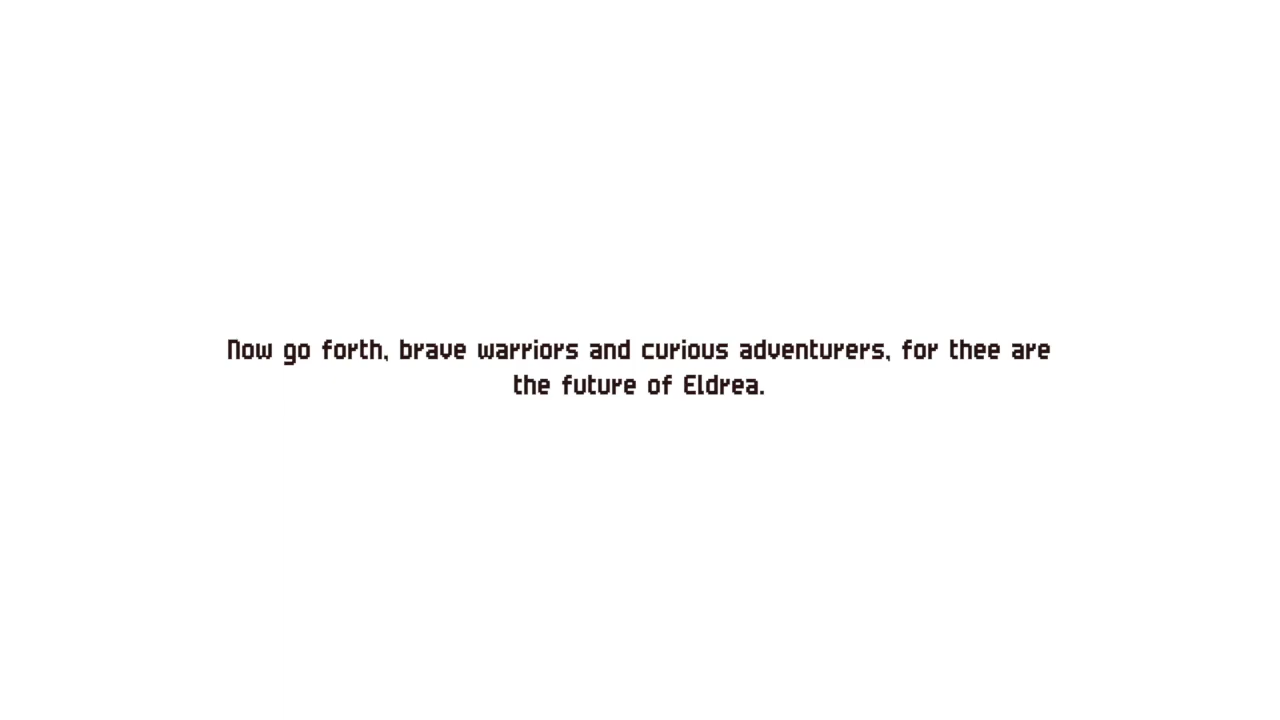 Now go forth, brave warriors and curious adventurers, for thee are
the future of Eldrea.